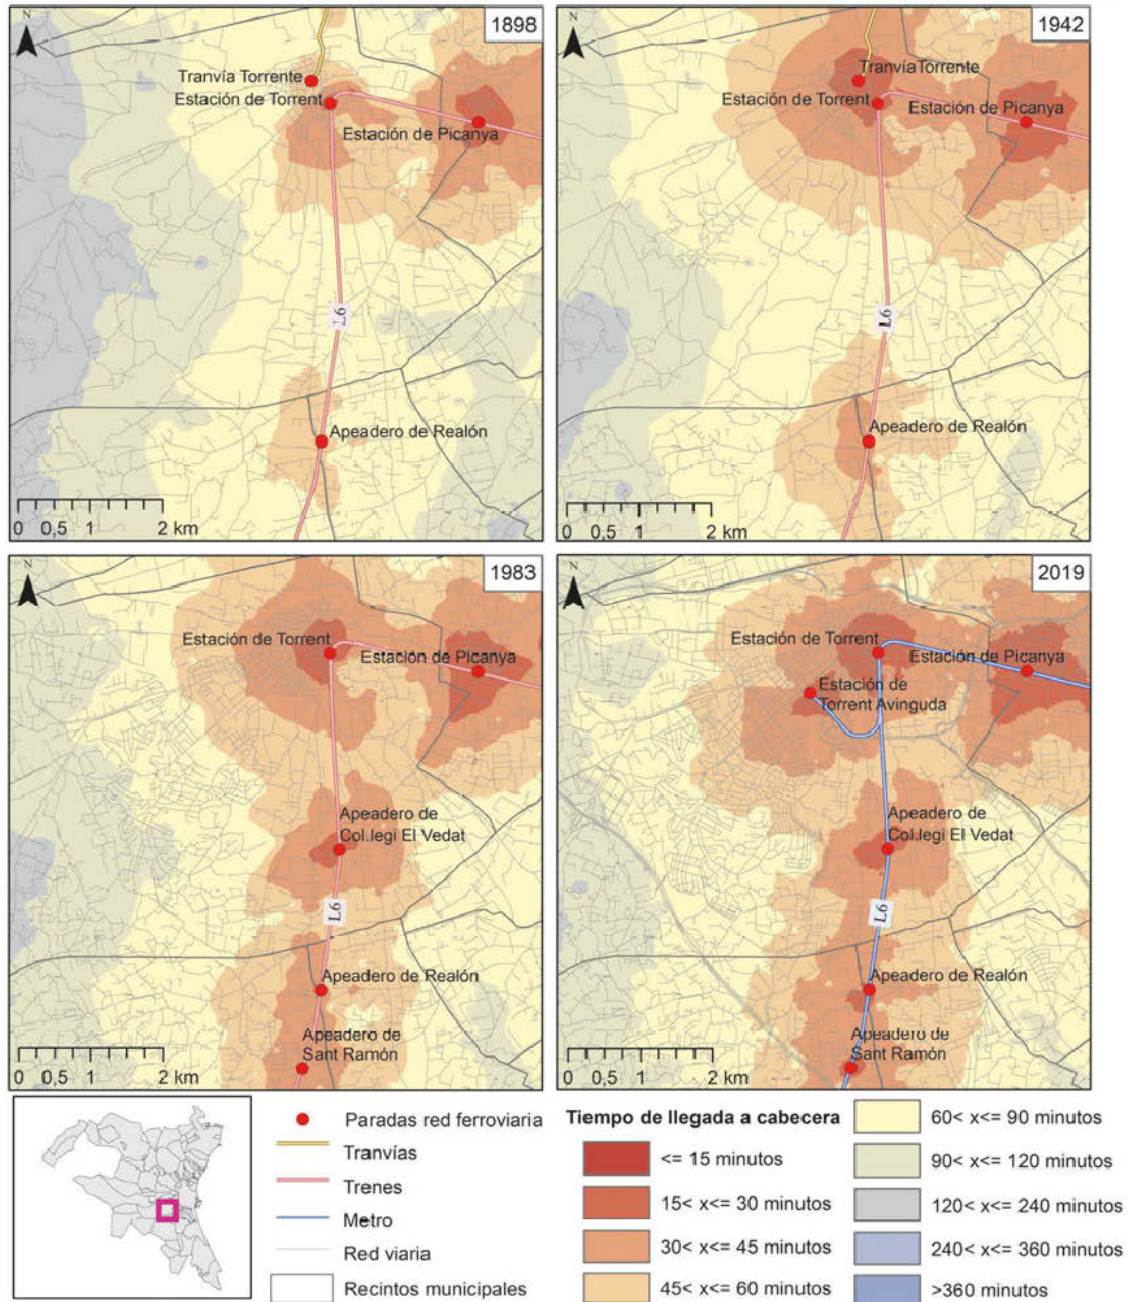 N
1898
Tranvía Torrente
Estación de Torrent
Estación de Picanya
L6
Apeadero de Realón
0 0,5 1 2 km
N
1942
Tranvía Torrente
Estación de Torrent
Estación de Picanya
L6
Apeadero de Realón
0 0,5 1 2 km
N
1983
Estación de Torrent
Estación de Picanya
Apeadero de
Col.legi El Vedat
L6
Apeadero de Realón
Apeadero de
Sant Ramón
0 0,5 1 2 km
N
2019
Estación de Torrent
Estación de Picanya
Estación de
Torrent Avinguda
Apeadero de
Col.legi El Vedat
L6
Apeadero de Realón
Apeadero de
Sant Ramón
0 0,5 1 2 km
Paradas red ferroviaria
Tranvías
Trenes
Metro
Red viaria
Recintos municipales
Tiempo de llegada a cabecera
<= 15 minutos
15< x<= 30 minutos
30< x<= 45 minutos
45< x<= 60 minutos
60< x<= 90 minutos
90< x<= 120 minutos
120< x<= 240 minutos
240< x<= 360 minutos
>360 minutos